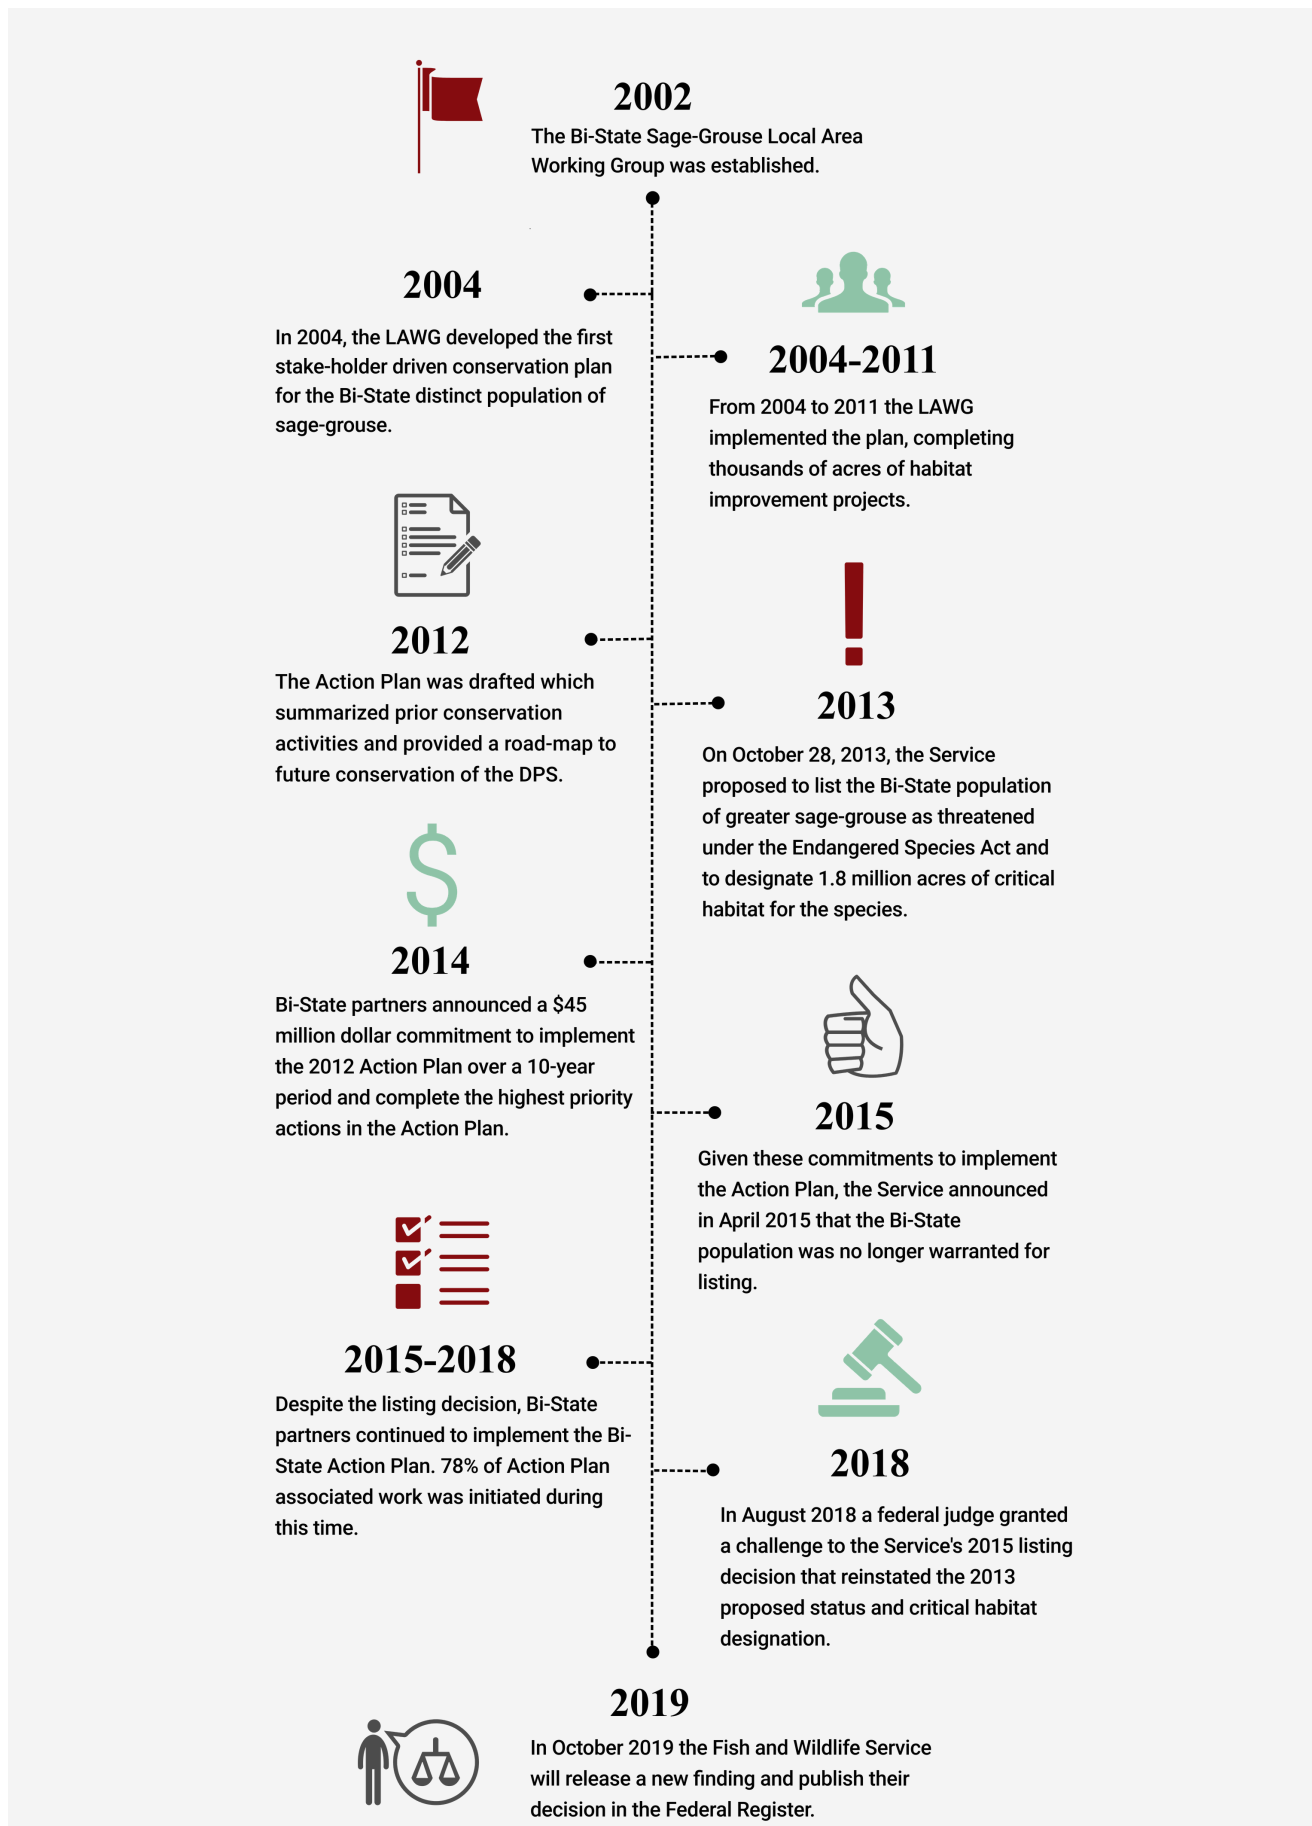 2002
The Bi-State Sage-Grouse Local Area
Working Group was established.
2004
In 2004, the LAWG developed the first
stake-holder driven conservation plan
for the Bi-State distinct population of
sage-grouse.
2004-2011
From 2004 to 2011 the LAWG
implemented the plan, completing
thousands of acres of habitat
improvement projects.
2012
The Action Plan was drafted which
summarized prior conservation
activities and provided a road-map to
future conservation of the DPS.
2013
On October 28, 2013, the Service
proposed to list the Bi-State population
of greater sage-grouse as threatened
under the Endangered Species Act and
to designate 1.8 million acres of critical
habitat for the species.
$
2014
Bi-State partners announced a $45
million dollar commitment to implement
the 2012 Action Plan over a 10-year
period and complete the highest priority
actions in the Action Plan.
2015
Given these commitments to implement
the Action Plan, the Service announced
in April 2015 that the Bi-State
population was no longer warranted for
listing.
2015-2018
Despite the listing decision, Bi-State
partners continued to implement the Bi-
State Action Plan. 78% of Action Plan
associated work was initiated during
this time.
2018
In August 2018 a federal judge granted
a challenge to the Service's 2015 listing
decision that reinstated the 2013
proposed status and critical habitat
designation.
2019
In October 2019 the Fish and Wildlife Service
will release a new finding and publish their
decision in the Federal Register.